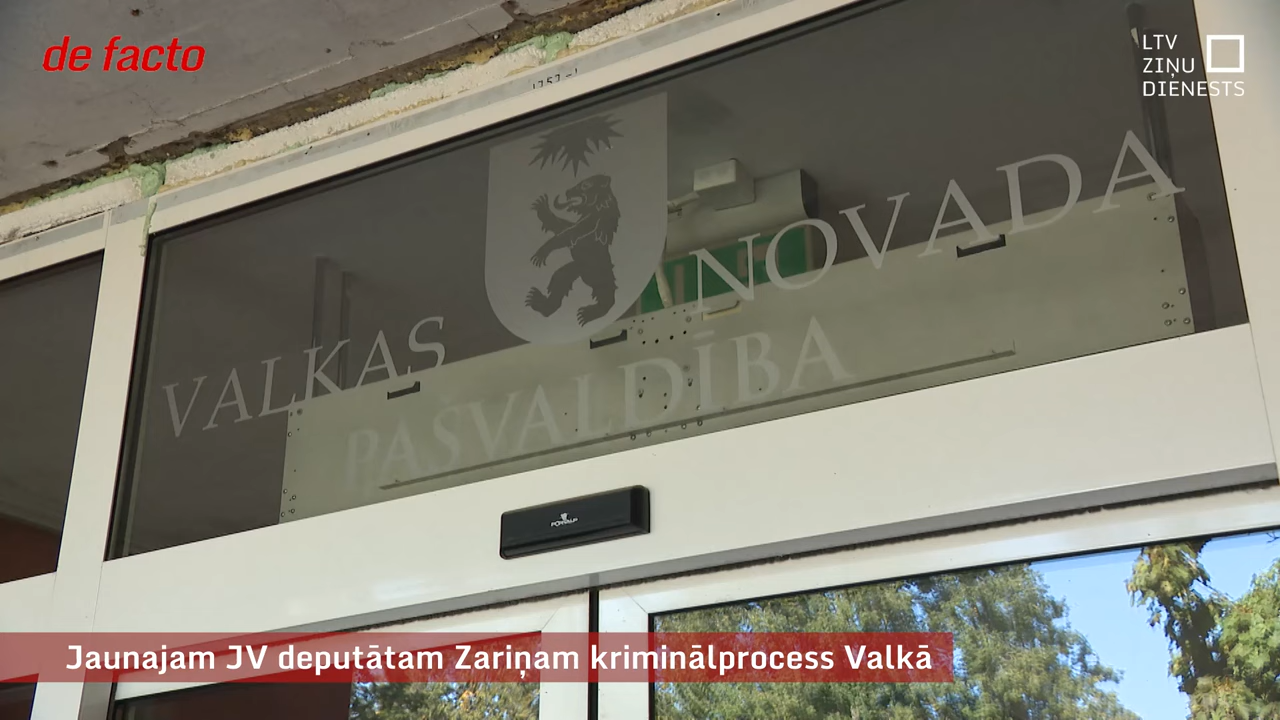 de facto
LTV
ZIŅU
DIENESTS
VALKAS NOVADA
PAŠVALDĪBA
Jaunajam JV deputātam Zariņam kriminālprocess Valkā